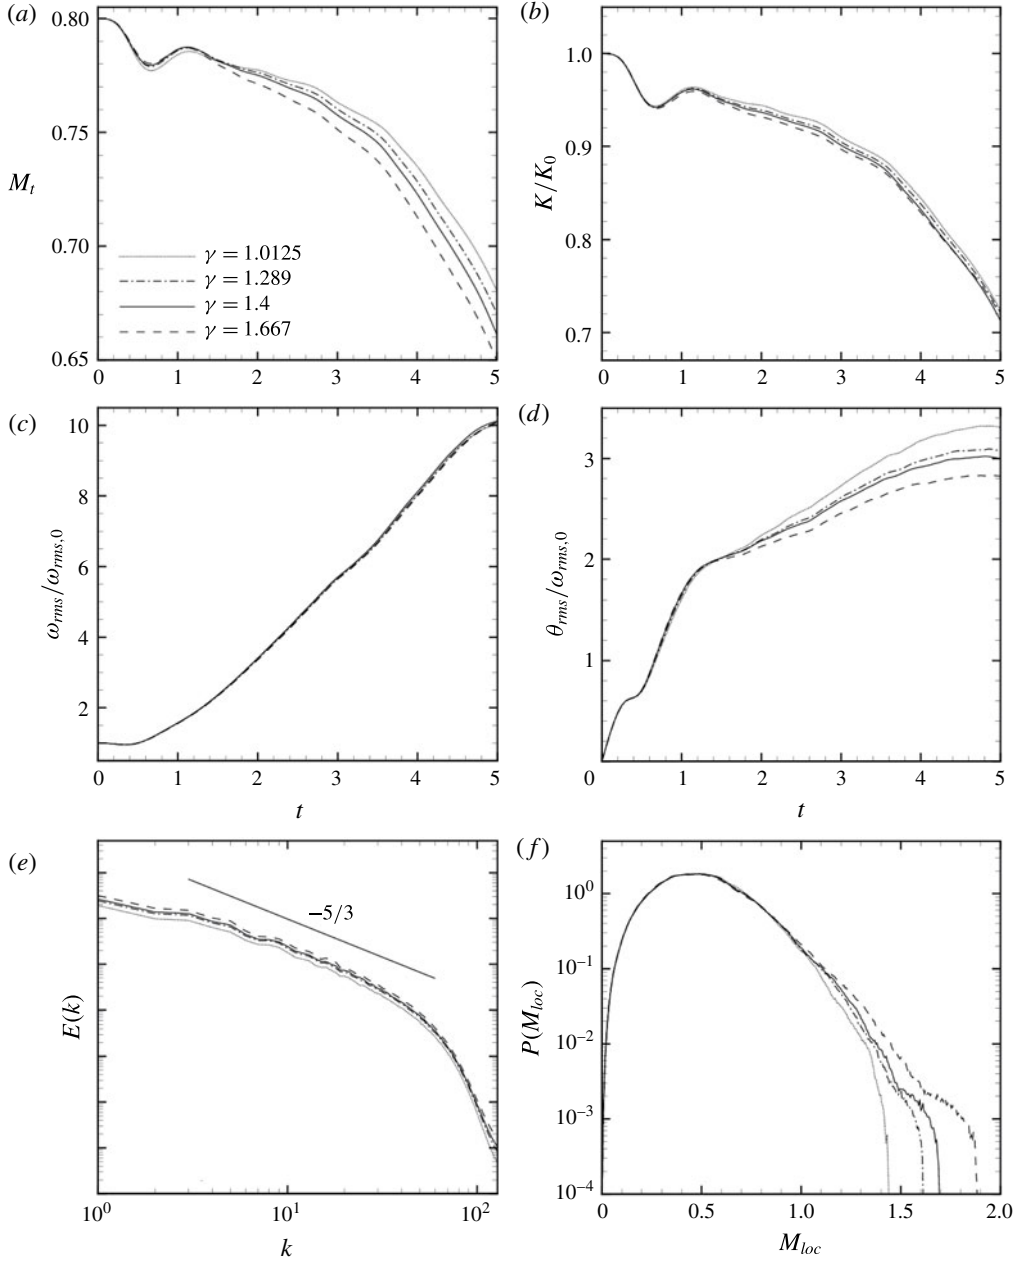 (a)
0.80
0.75
M_t
0.70
γ = 1.0125
γ = 1.289
γ = 1.4
γ = 1.667
0.65
0 1 2 3 4 5
(b)
1.0
0.9
K/K_0
0.8
0.7
0 1 2 3 4 5
(c)
10
8
ω_rms/ω_rms,0
6
4
2
0 1 2 3 4 5
t
(d)
3
θ_rms/ω_rms,0
2
1
0 1 2 3 4 5
t
(e)
−5/3
E(k)
10^0 10^1 10^2
k
(f)
10^0
10^−1
P(M_loc)
10^−2
10^−3
10^−4
0 0.5 1.0 1.5 2.0
M_loc